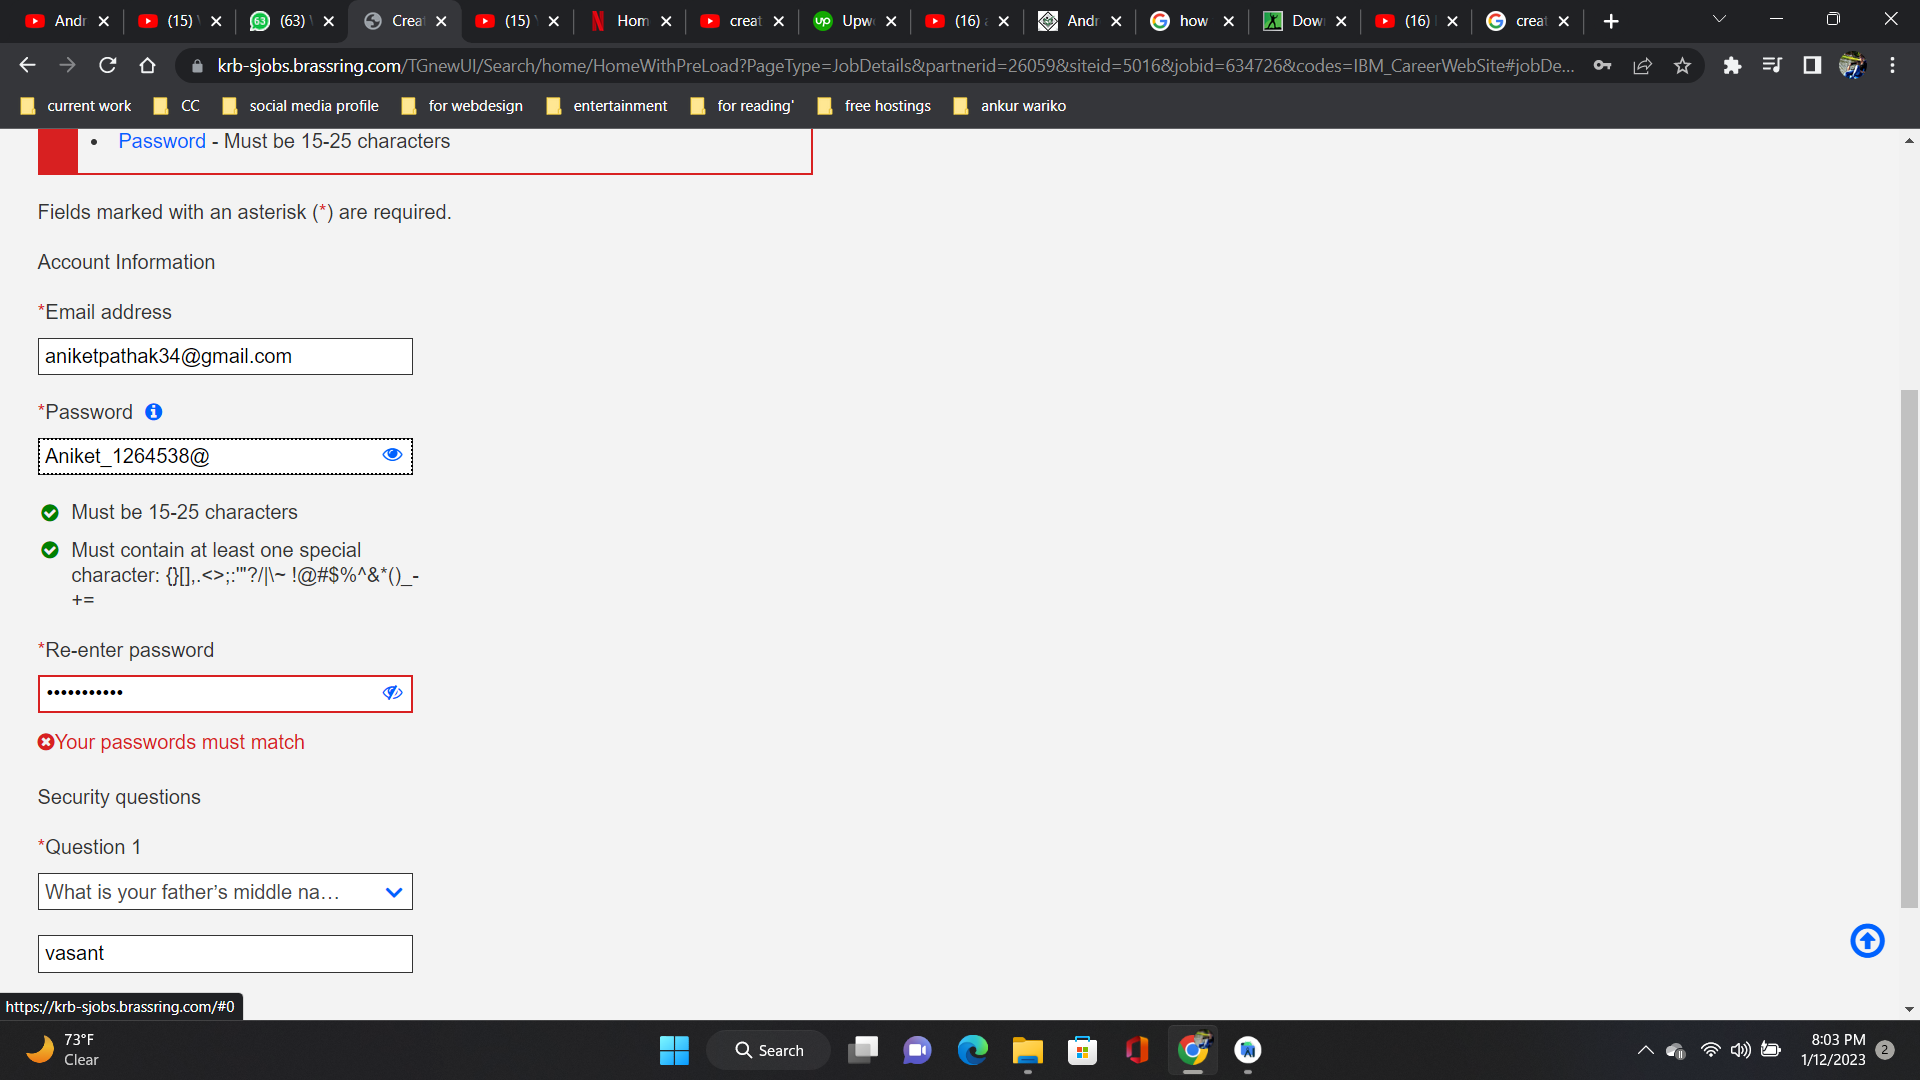 Andr
(15)
63
(63)
Crea
(15)
Hom
creat
up
Upw
(16)
Andr
how
Dow
(16)
creat
krb-sjobs.brassring.com/TGnewUI/Search/home/HomeWithPreLoad?PageType=JobDetails&partnerid=26059&siteid=5016&jobid=634726&codes=IBM_CareerWebSite#jobDe...
current work
CC
social media profile
for webdesign
entertainment
for reading'
free hostings
ankur wariko
• Password - Must be 15-25 characters
Fields marked with an asterisk (*) are required.
Account Information
*Email address
aniketpathak34@gmail.com
*Password
Aniket_1264538@
Must be 15-25 characters
Must contain at least one special
character: {}[],.<>;:'"?/|\~ !@#$%^&*()_-
+=
*Re-enter password
•••••••••••
Your passwords must match
Security questions
*Question 1
What is your father's middle na...
vasant
https://krb-sjobs.brassring.com/#0
73°F
Clear
Search
8:03 PM
1/12/2023
2